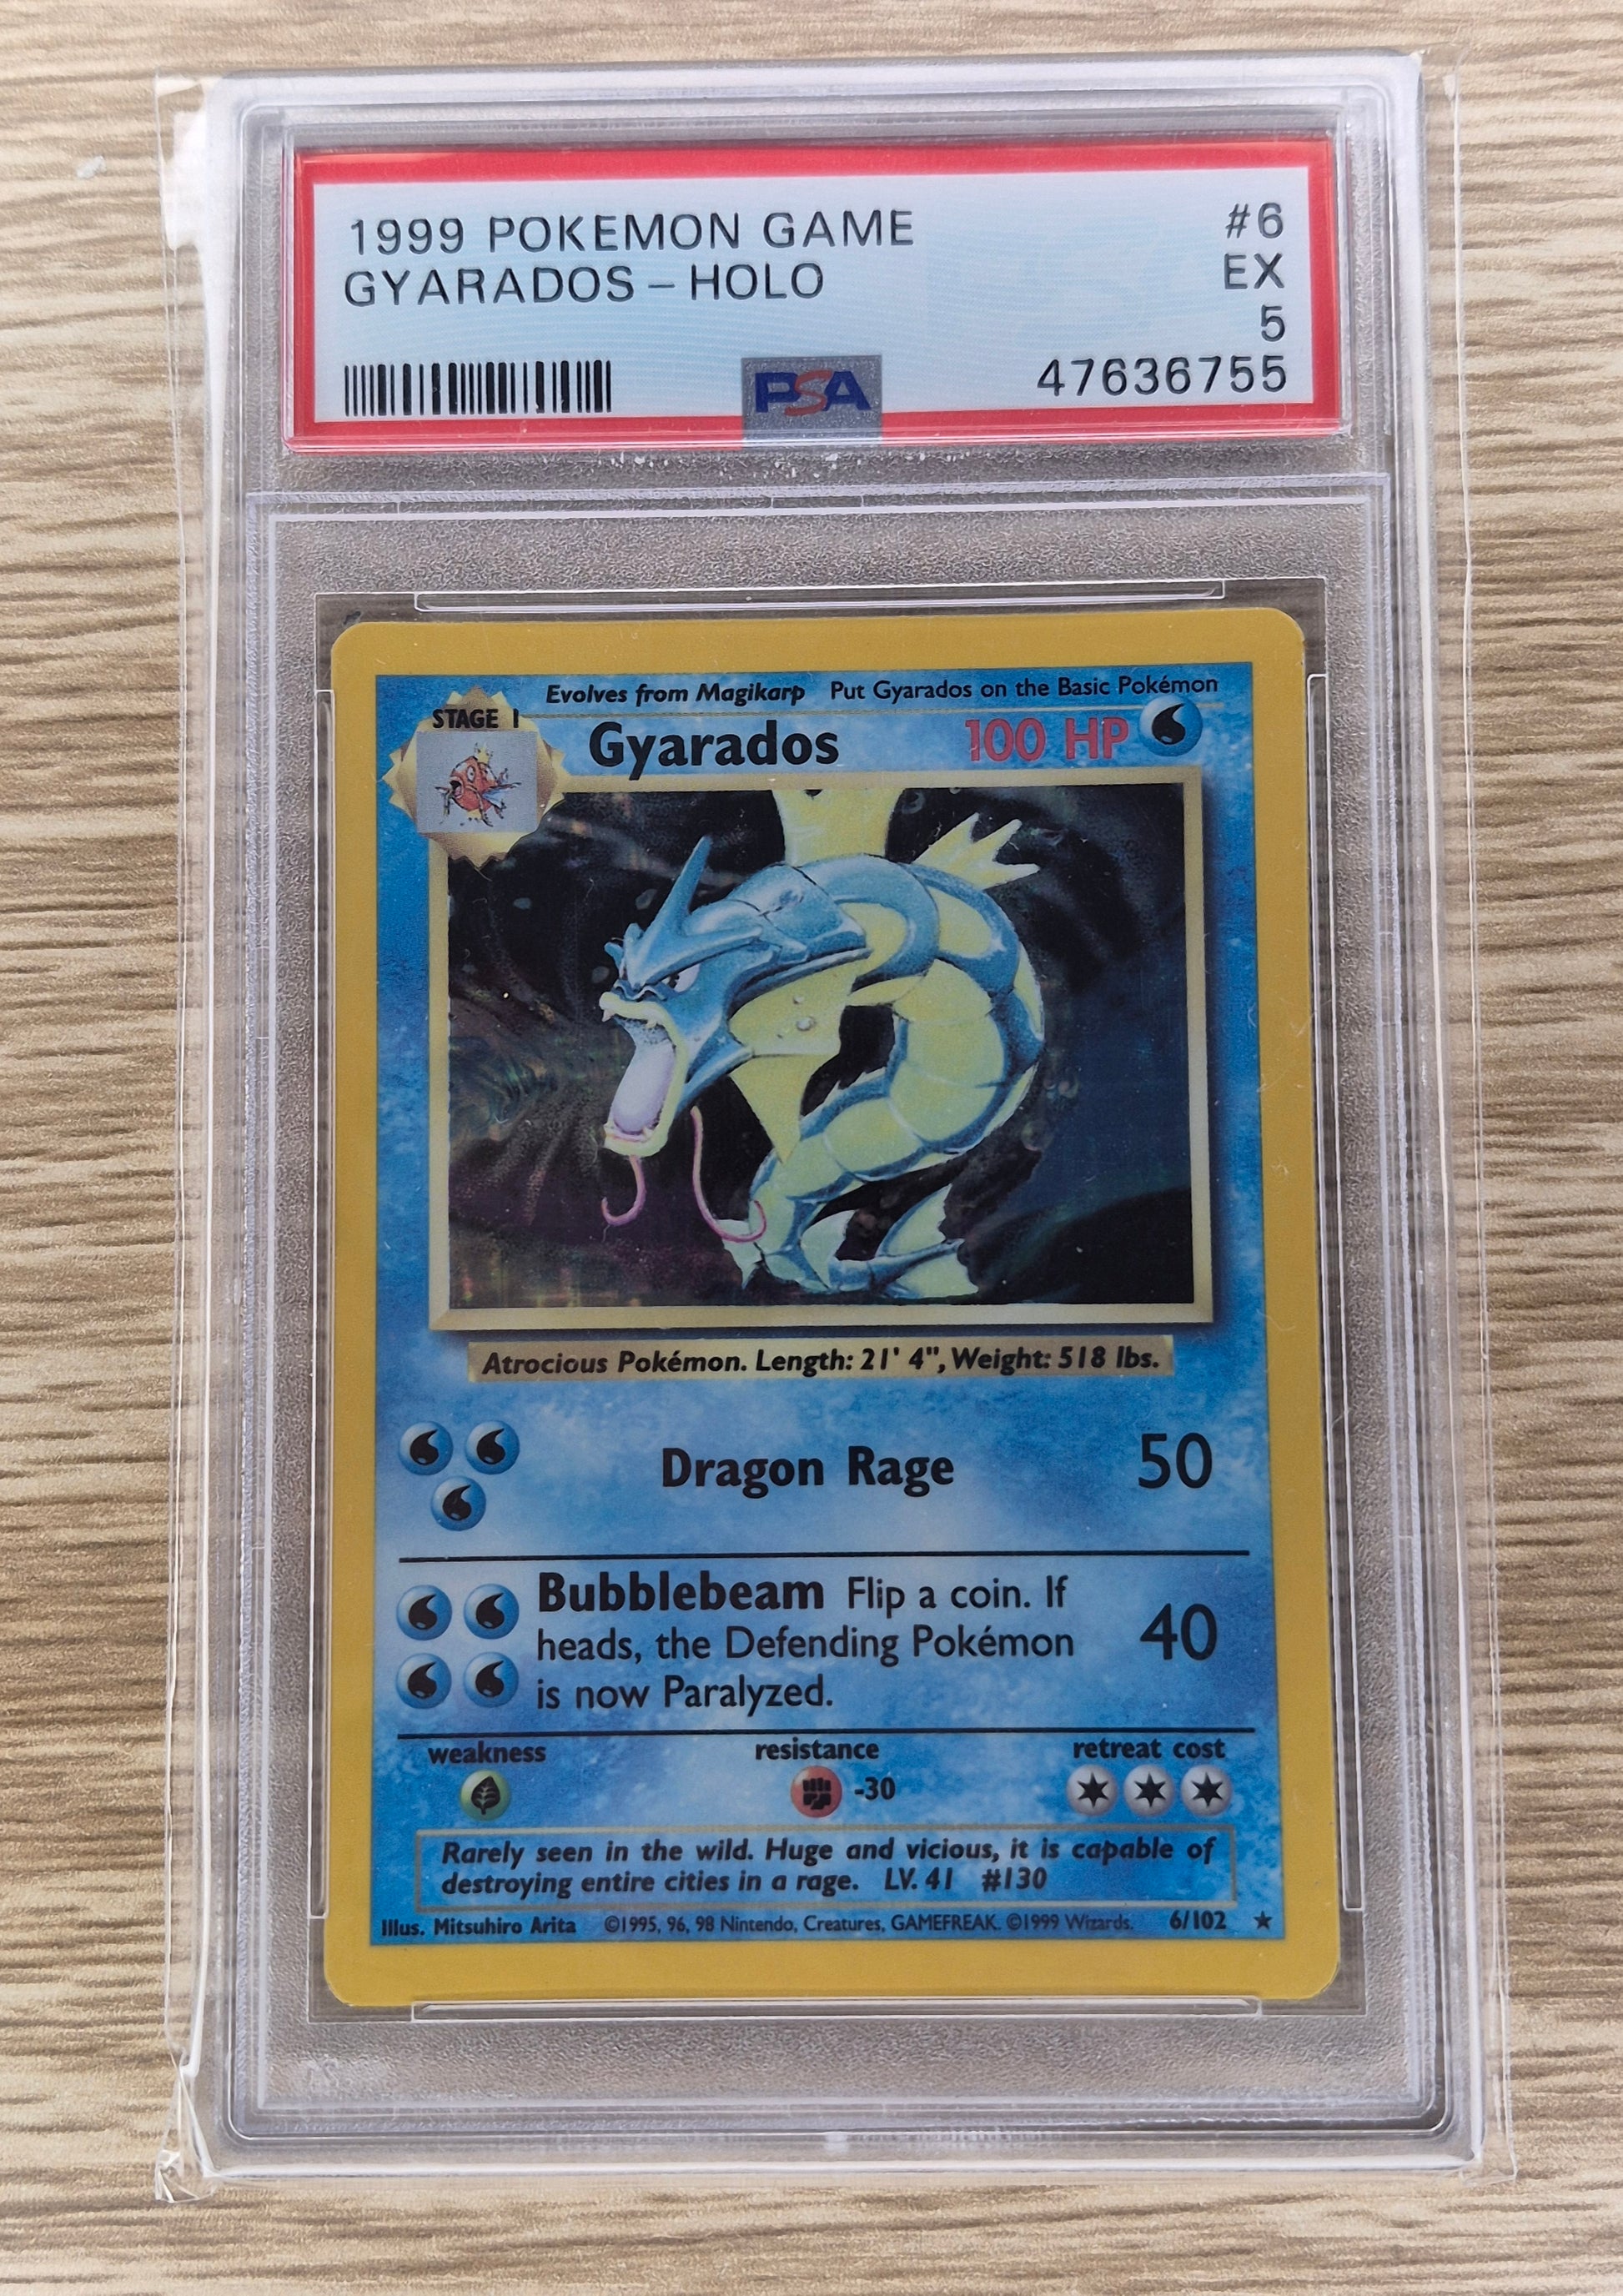 1999 POKEMON GAME #6
GYARADOS – HOLO EX
5
PSA 47636755
Evolves from Magikarp Put Gyarados on the Basic Pokémon
STAGE 1
Gyarados 100 HP
Atrocious Pokémon. Length: 21' 4", Weight: 518 lbs.
Dragon Rage 50
Bubblebeam Flip a coin. If
heads, the Defending Pokémon 40
is now Paralyzed.
weakness resistance retreat cost
-30
Rarely seen in the wild. Huge and vicious, it is capable of
destroying entire cities in a rage. LV. 41 #130
Illus. Mitsuhiro Arita ©1995, 96, 98 Nintendo, Creatures, GAMEFREAK. ©1999 Wizards. 6/102 ★